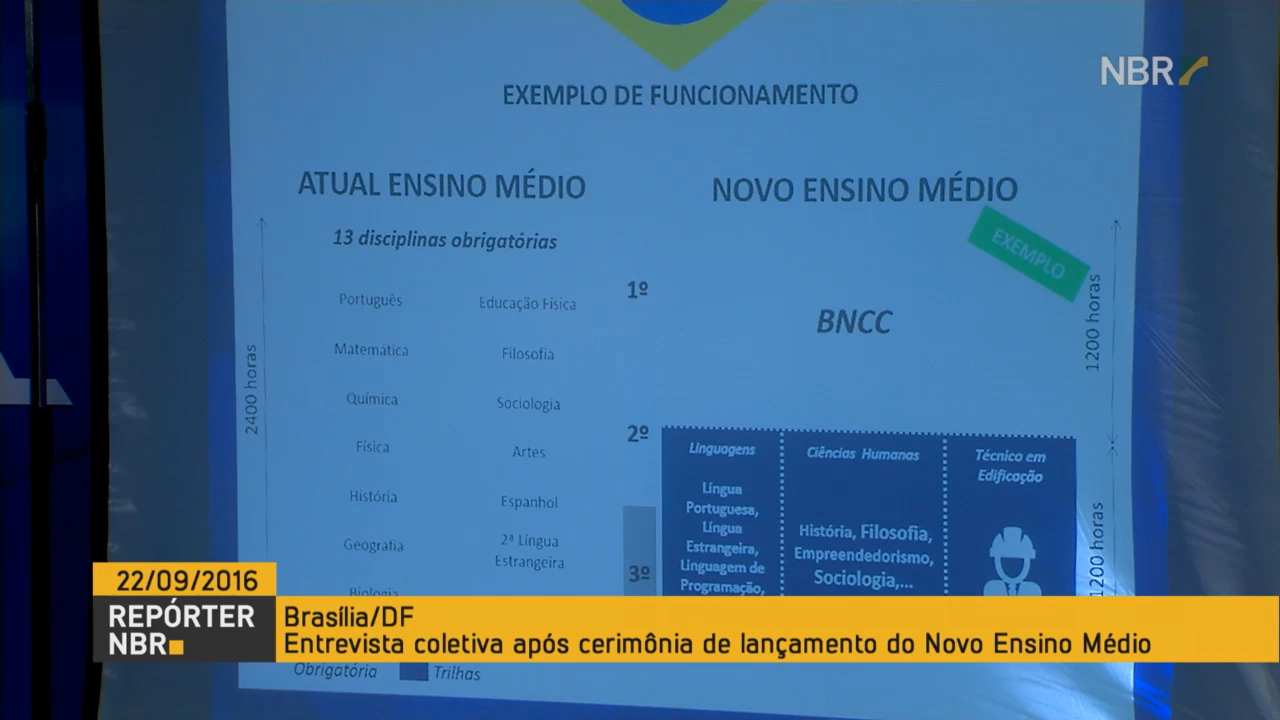 NBR
EXEMPLO DE FUNCIONAMENTO
ATUAL ENSINO MÉDIO
NOVO ENSINO MÉDIO
13 disciplinas obrigatórias
EXEMPLO
Português
Educação Física
1º
Matemática
Filosofia
BNCC
1200 horas
Química
Sociologia
2400 horas
Física
Artes
2º
História
Espanhol
Geografia
2ª Língua
Estrangeira
Biologia
3º
Linguagens
Língua
Portuguesa,
Língua
Estrangeira,
Linguagem de
Programação,
Ciências Humanas
História, Filosofia,
Empreendedorismo,
Sociologia,...
Técnico em
Edificação
1200 horas
22/09/2016
REPÓRTER
NBR
Brasília/DF
Entrevista coletiva após cerimônia de lançamento do Novo Ensino Médio
Obrigatória
Trilhas